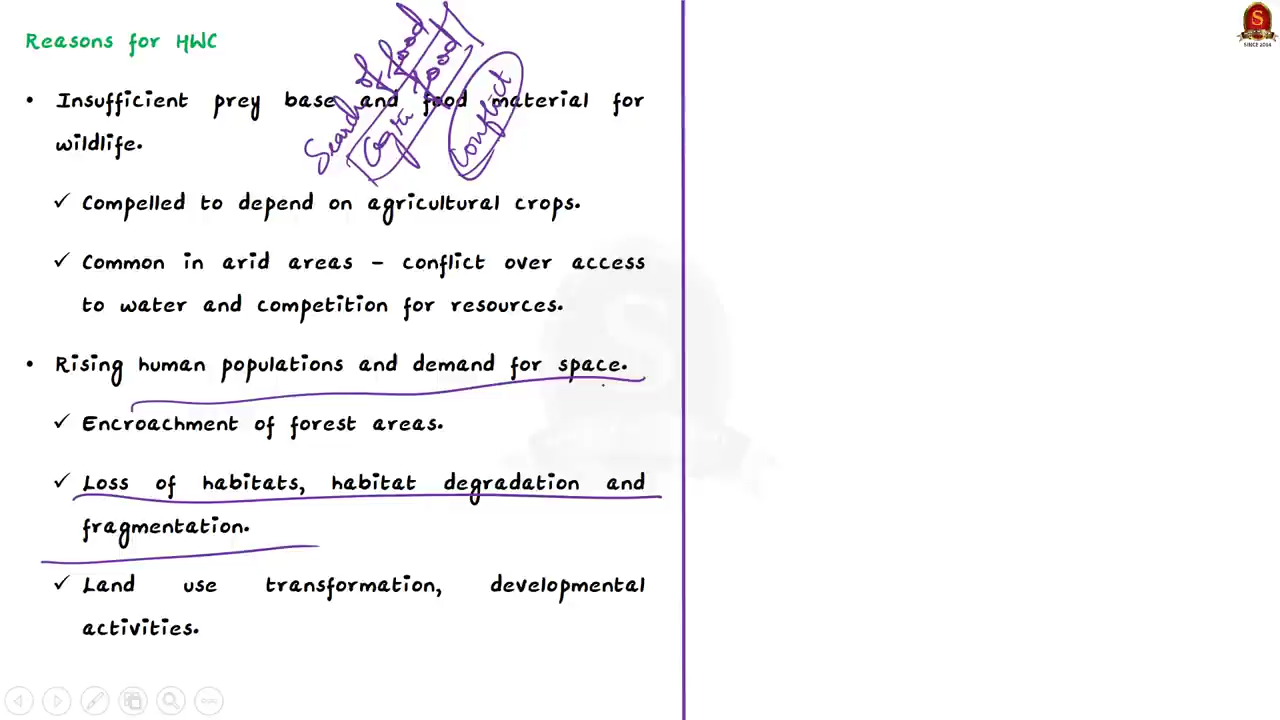 Reasons for HWC
• Insufficient prey base and food material for
wildlife.
✓ Compelled to depend on agricultural crops.
✓ Common in arid areas – conflict over access
to water and competition for resources.
• Rising human populations and demand for space.
✓ Encroachment of forest areas.
✓ Loss of habitats, habitat degradation and
fragmentation.
✓ Land use transformation, developmental
activities.
Search of food
food
Conflict
S
SINCE 2014
S